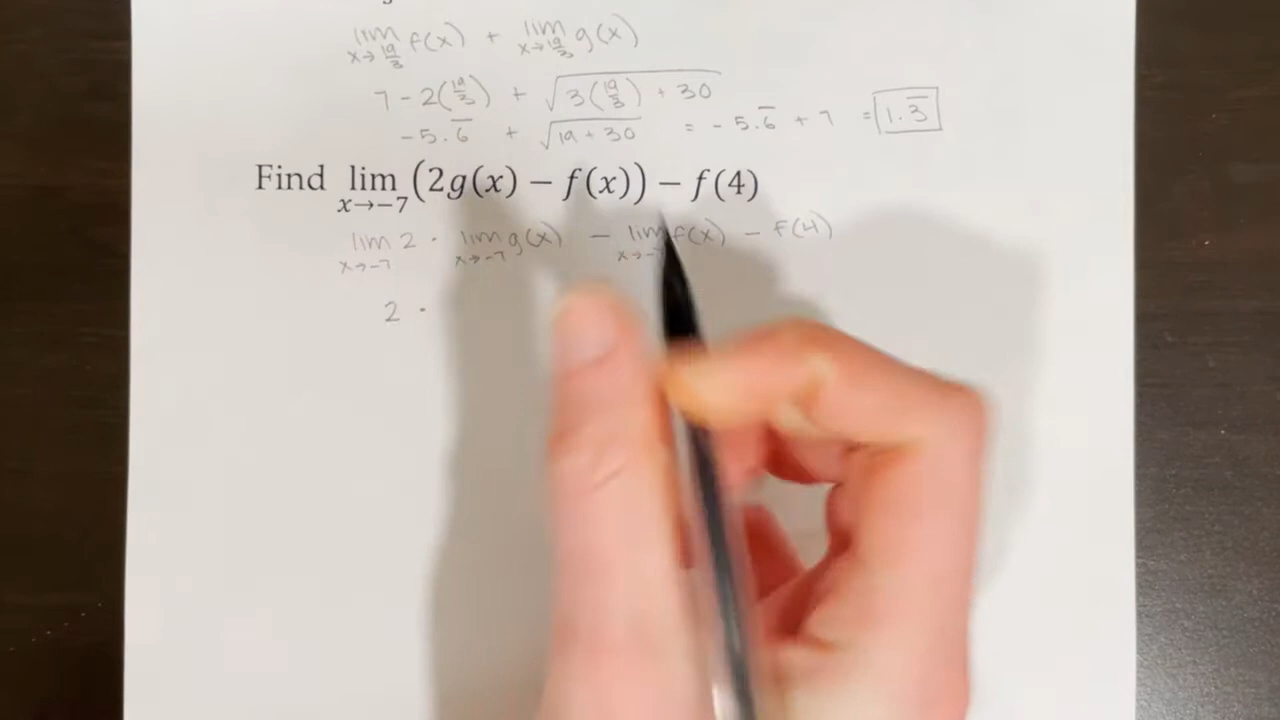 lim x→19/3 f(x) + lim x→19/3 g(x)
7 - 2(19/3) + √(3(19/3) + 30)
-5.6̅ + √(19 + 30) = -5.6̅ + 7 = 1.3̅
Find lim x→−7 (2g(x) − f(x)) − f(4)
lim x→-7 2 · lim x→-7 g(x) - lim x→-7 f(x) - f(4)
2 ·